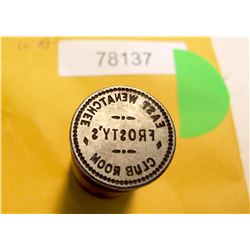 78137
EAST WENATCHEE
FROSTY'S
CLUB ROOM